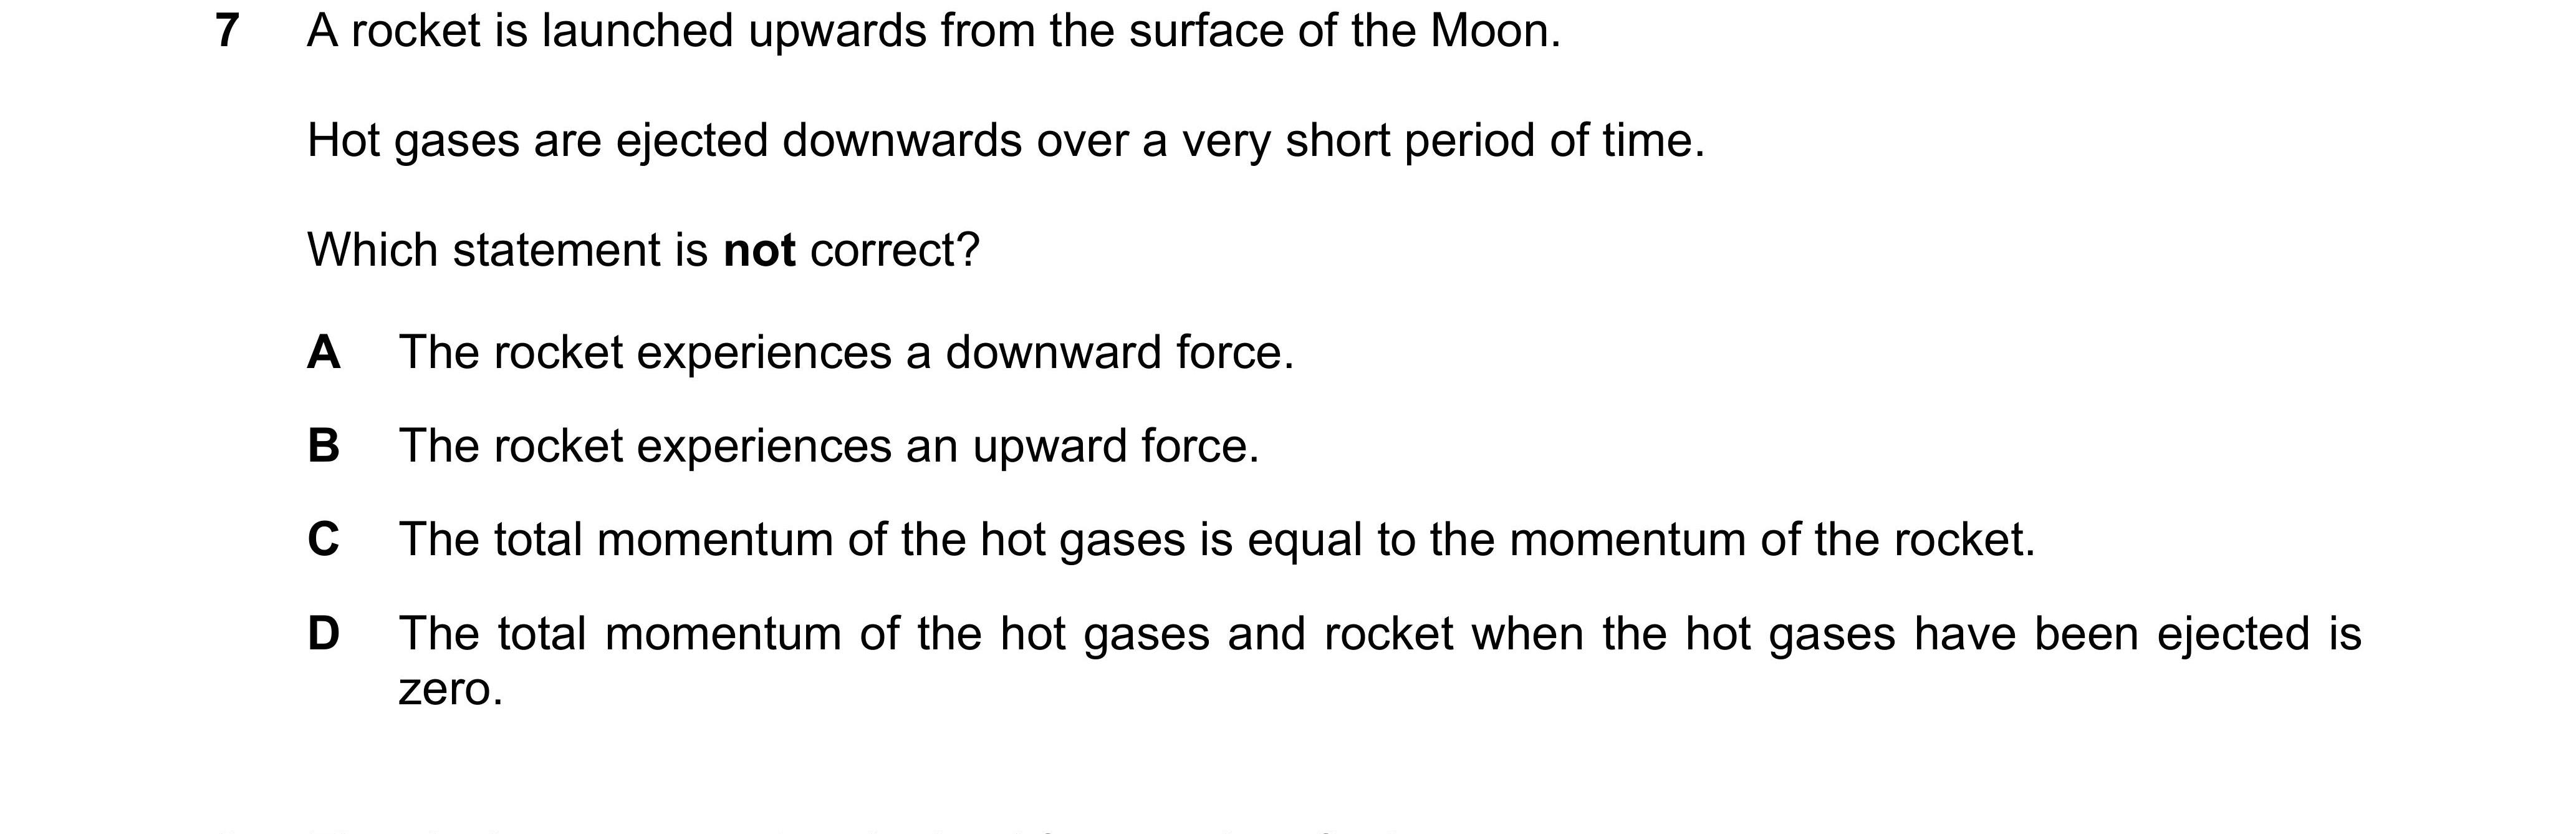 7 A rocket is launched upwards from the surface of the Moon.
Hot gases are ejected downwards over a very short period of time.
Which statement is not correct?
A The rocket experiences a downward force.
B The rocket experiences an upward force.
C The total momentum of the hot gases is equal to the momentum of the rocket.
D The total momentum of the hot gases and rocket when the hot gases have been ejected is
zero.